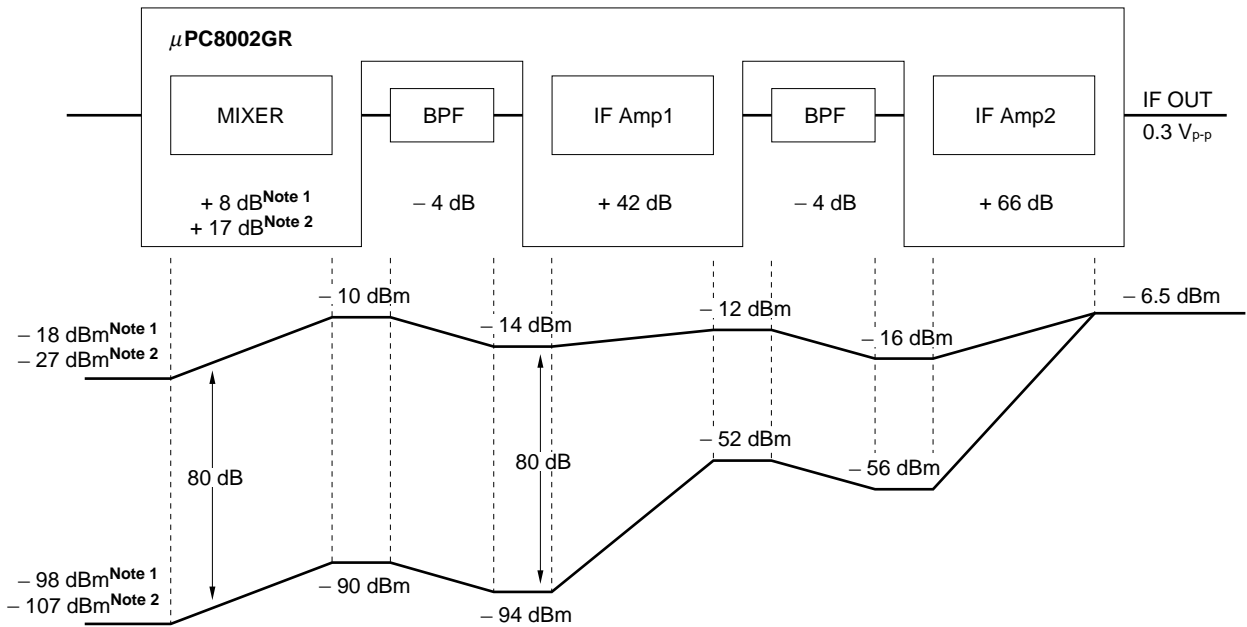 μPC8002GR
MIXER
BPF
IF Amp1
BPF
IF Amp2
IF OUT
0.3 Vp-p
+ 8 dBNote 1
+ 17 dBNote 2
– 4 dB
+ 42 dB
– 4 dB
+ 66 dB
– 18 dBmNote 1
– 27 dBmNote 2
– 10 dBm
– 14 dBm
– 12 dBm
– 16 dBm
– 6.5 dBm
80 dB
80 dB
– 52 dBm
– 56 dBm
– 98 dBmNote 1
– 107 dBmNote 2
– 90 dBm
– 94 dBm